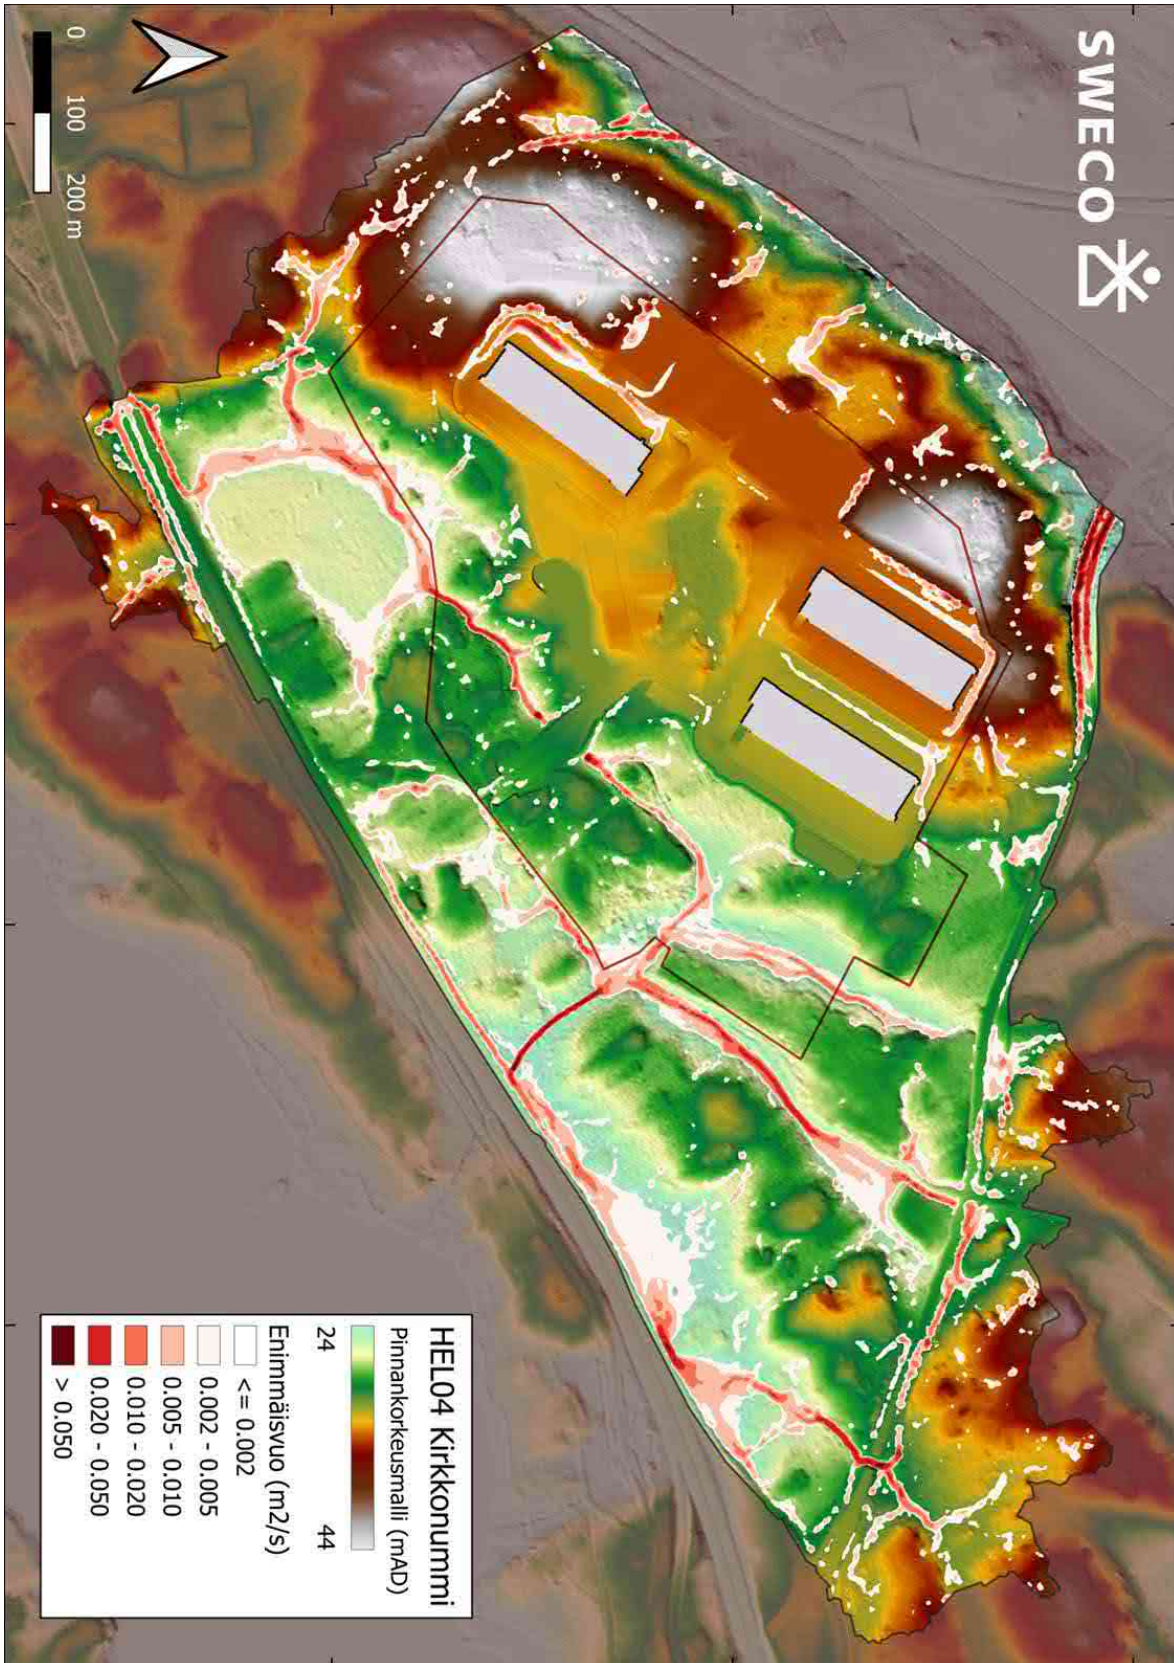 SWECO
0 100 200 m
HEL04 Kirkkonummi
Pinnankorkeusmalli (mAD)
24 44
Enimmäisvuo (m2/s)
<= 0.002
0.002 - 0.005
0.005 - 0.010
0.010 - 0.020
0.020 - 0.050
> 0.050